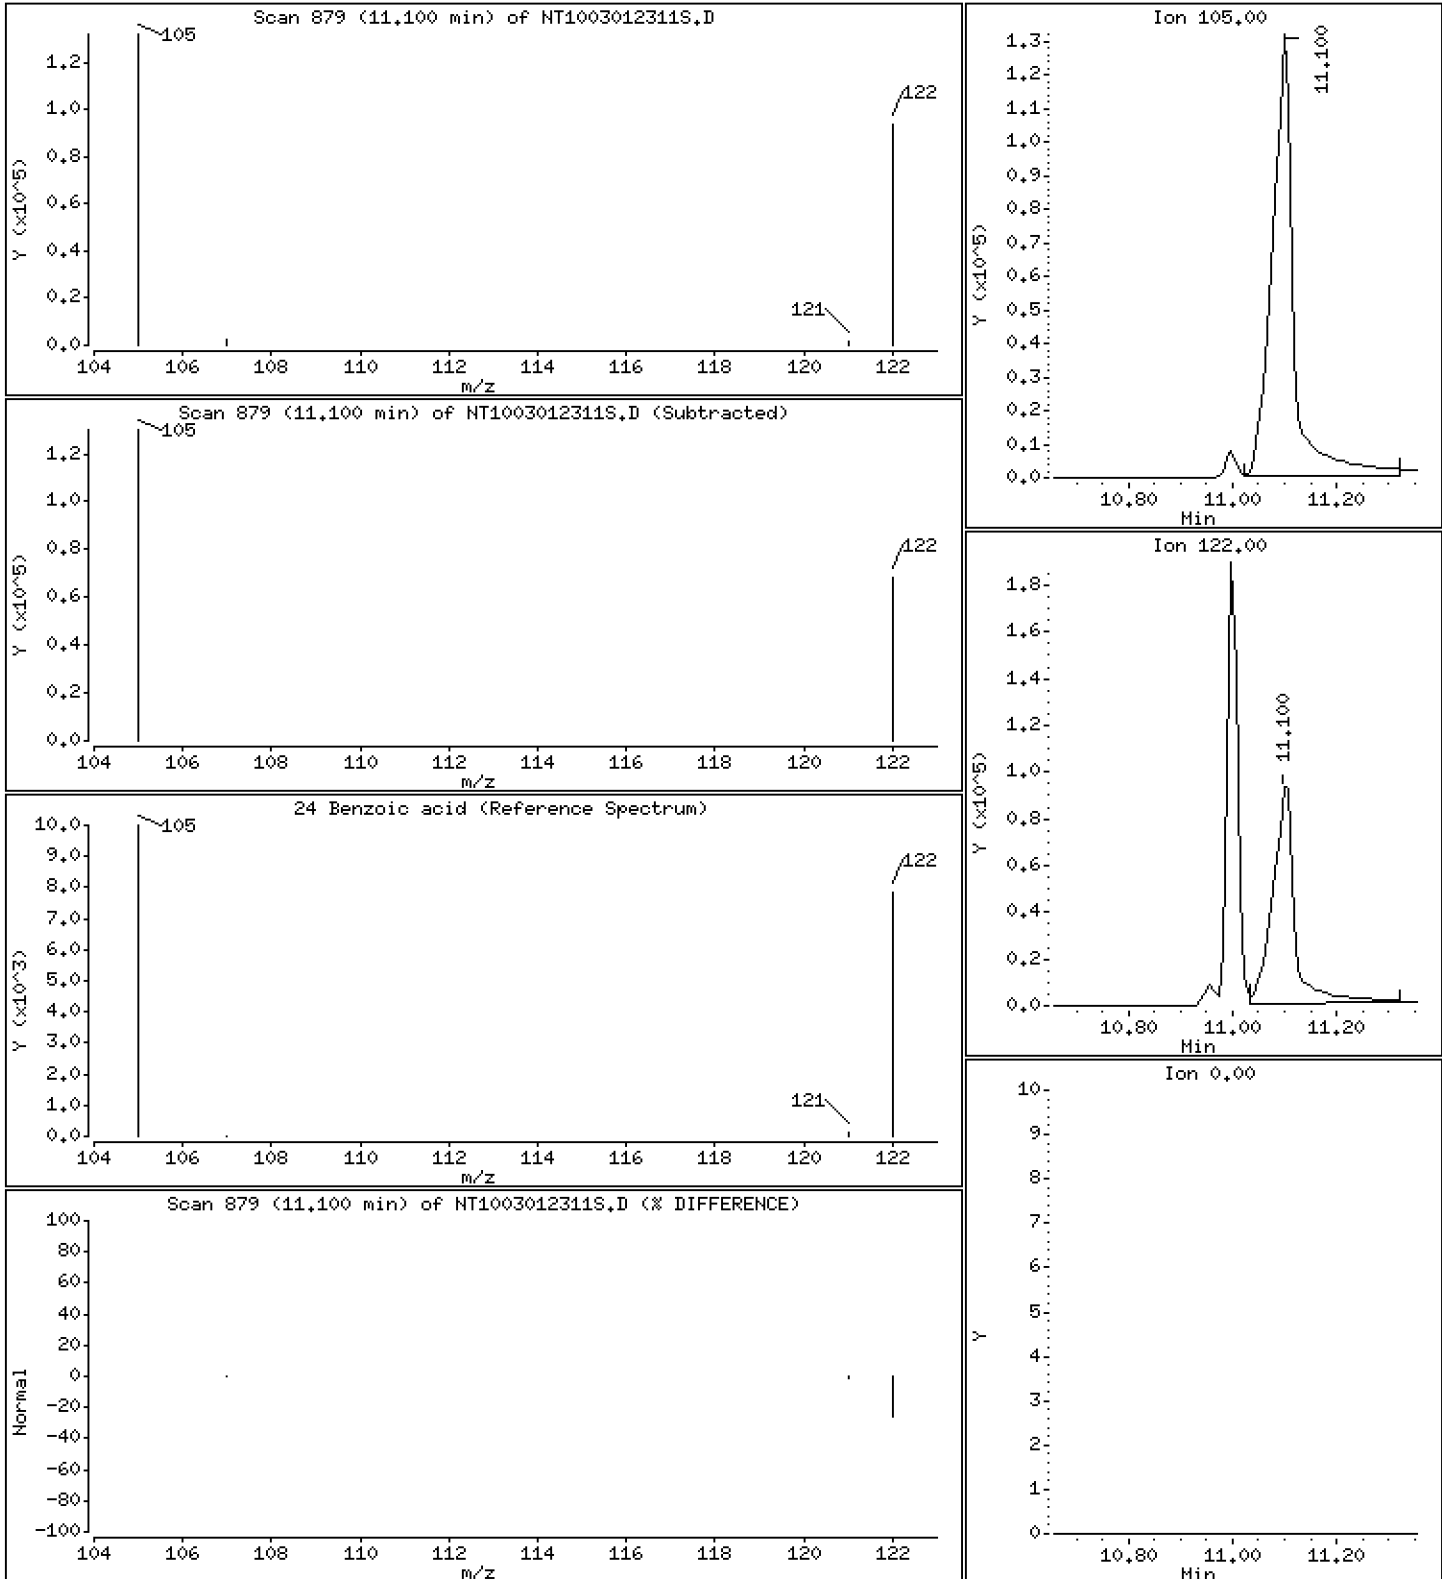 Scan 879 (11.100 min) of NT1003012311S.D
105
122
121
1.2
1.0
0.8
0.6
0.4
0.2
0.0
Y (x10^5)
104 106 108 110 112 114 116 118 120 122
m/z
Scan 879 (11.100 min) of NT1003012311S.D (Subtracted)
105
122
1.2
1.0
0.8
0.6
0.4
0.2
0.0
Y (x10^5)
104 106 108 110 112 114 116 118 120 122
m/z
24 Benzoic acid (Reference Spectrum)
105
122
121
10.0
9.0
8.0
7.0
6.0
5.0
4.0
3.0
2.0
1.0
0.0
Y (x10^3)
104 106 108 110 112 114 116 118 120 122
m/z
Scan 879 (11.100 min) of NT1003012311S.D (% DIFFERENCE)
100
80
60
40
20
0
-20
-40
-60
-80
-100
Normal
104 106 108 110 112 114 116 118 120 122
m/z
Ion 105.00
11.100
1.3
1.2
1.1
1.0
0.9
0.8
0.7
0.6
0.5
0.4
0.3
0.2
0.1
0.0
Y (x10^5)
10.80 11.00 11.20
Min
Ion 122.00
11.100
1.8
1.6
1.4
1.2
1.0
0.8
0.6
0.4
0.2
0.0
Y (x10^5)
10.80 11.00 11.20
Min
Ion 0.00
10
9
8
7
6
5
4
3
2
1
0
Y
10.80 11.00 11.20
Min